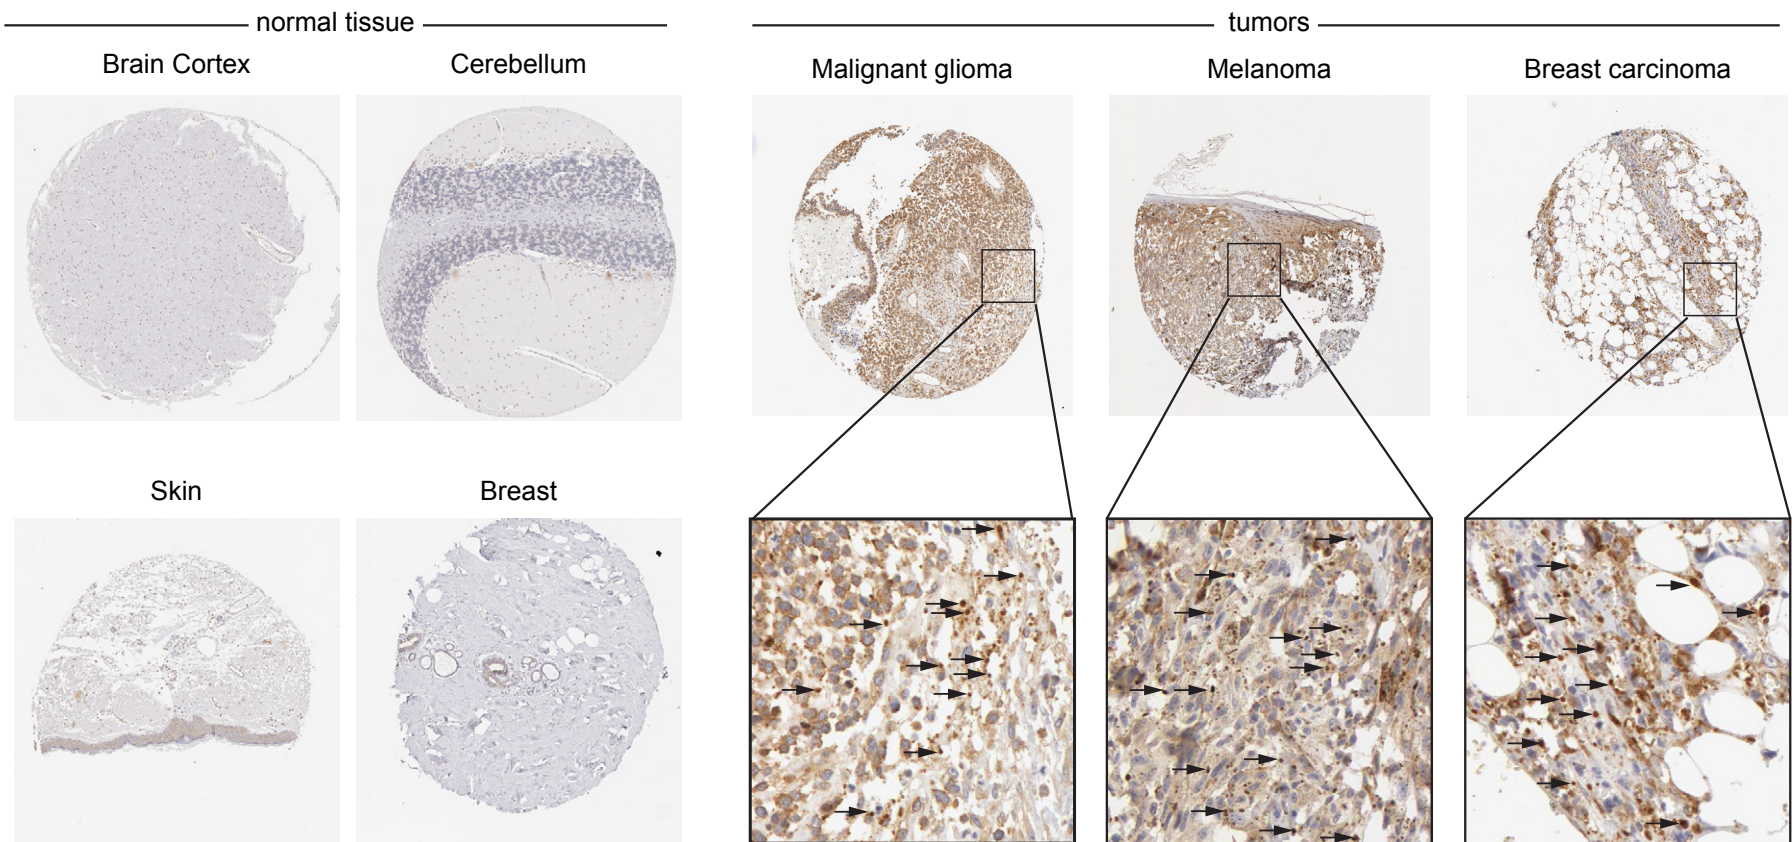 normal tissue
tumors
Brain Cortex
Cerebellum
Malignant glioma
Melanoma
Breast carcinoma
Skin
Breast